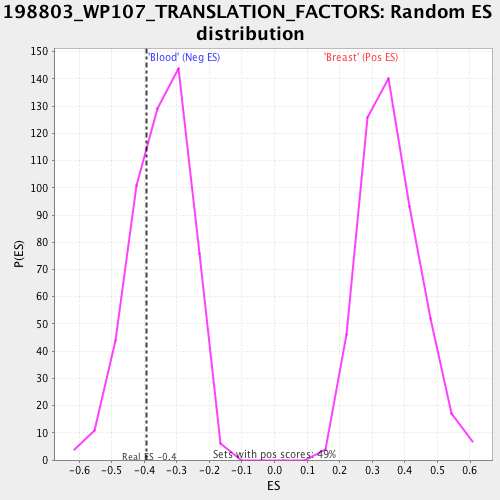 198803_WP107_TRANSLATION_FACTORS: Random ES
distribution
'Blood' (Neg ES)
'Breast' (Pos ES)
P(ES)
150
140
130
120
110
100
90
80
70
60
50
40
30
20
10
0
Real ES -0.4
Sets with pos scores: 49%
-0.6 -0.5 -0.4 -0.3 -0.2 -0.1 0.0 0.1 0.2 0.3 0.4 0.5 0.6
ES